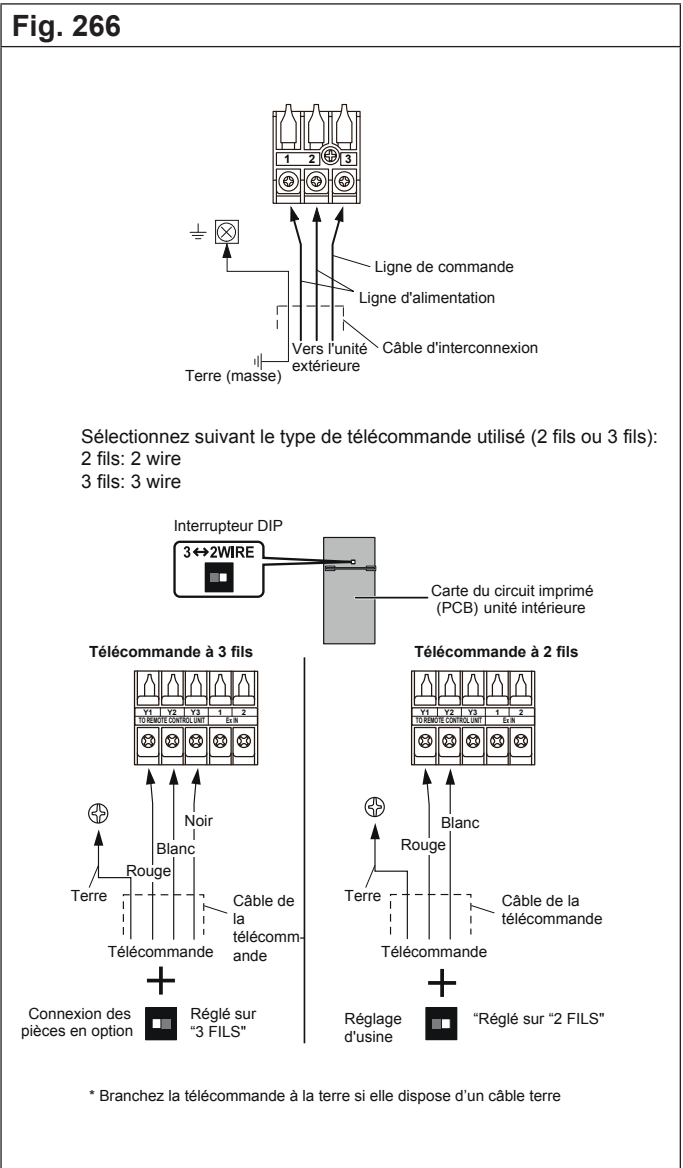 Fig. 266
1 2 3
Ligne de commande
Ligne d'alimentation
Câble d'interconnexion
Vers l'unité
extérieure
Terre (masse)
Sélectionnez suivant le type de télécommande utilisé (2 fils ou 3 fils):
2 fils: 2 wire
3 fils: 3 wire
Interrupteur DIP
3↔2WIRE
Carte du circuit imprimé
(PCB) unité intérieure
Télécommande à 3 fils
Y1 Y2 Y3 1 2
TO REMOTE CONTROL UNIT Ex IN
Noir
Blanc
Rouge
Terre
Câble de
la
télécomm-
ande
Télécommande
+
Connexion des
pièces en option
Réglé sur
“3 FILS"
Télécommande à 2 fils
Y1 Y2 Y3 1 2
TO REMOTE CONTROL UNIT Ex IN
Blanc
Rouge
Terre
Câble de la
télécommande
Télécommande
+
Réglage
d'usine
“Réglé sur “2 FILS"
* Branchez la télécommande à la terre si elle dispose d’un câble terre